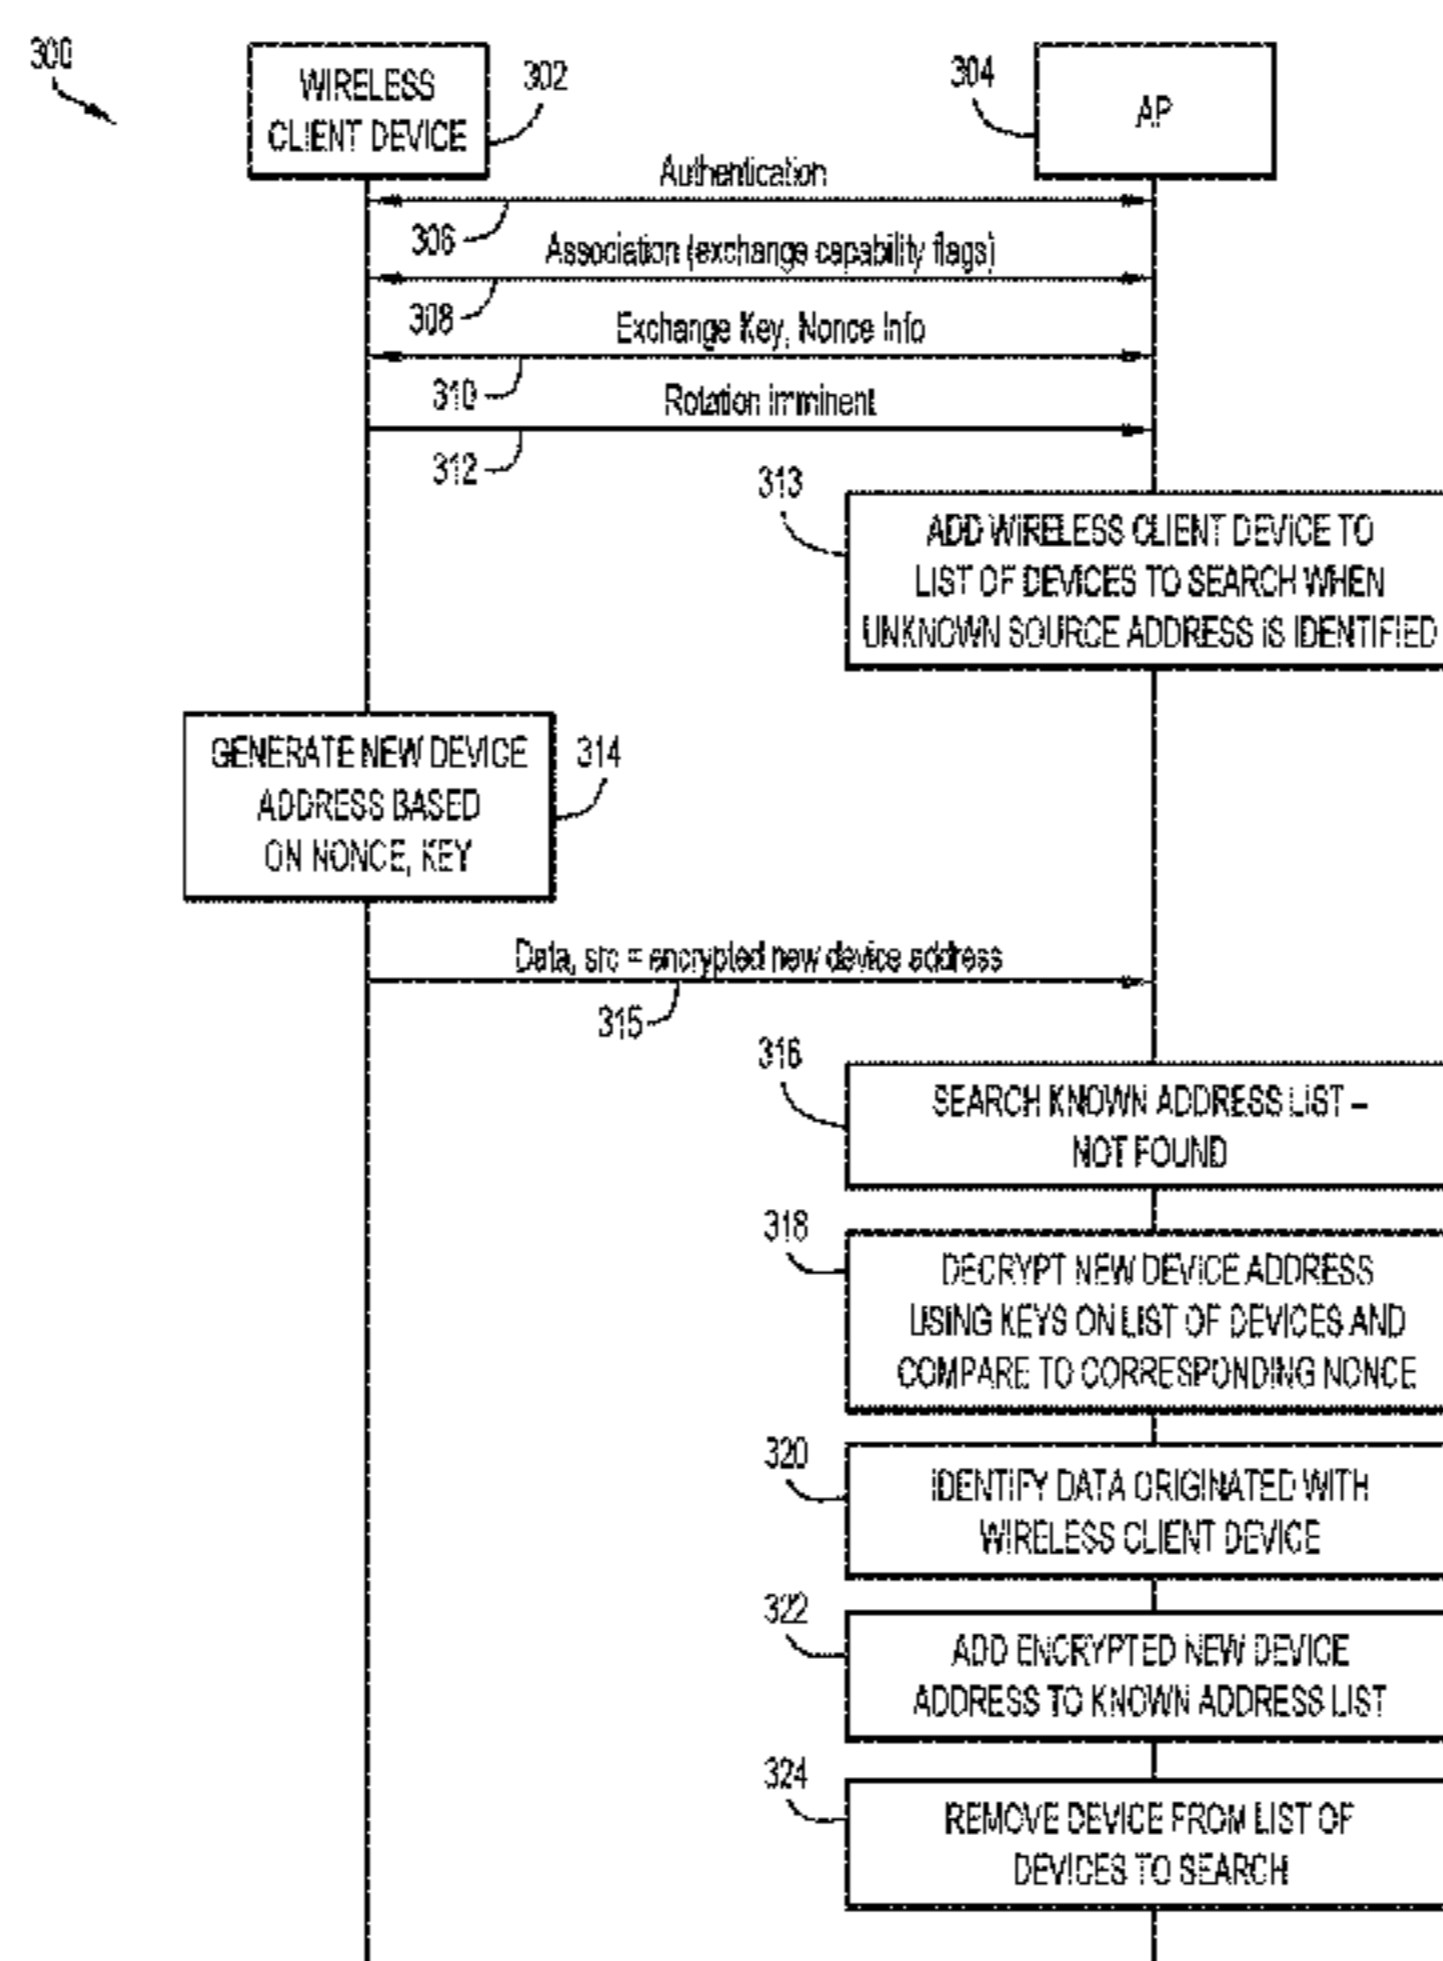 300
WIRELESS
CLIENT DEVICE
302
304
AP
Authentication
306
Association (exchange capability flags)
308
Exchange Key, Nonce Info
310
Rotation Imminent
312
313
ADD WIRELESS CLIENT DEVICE TO
LIST OF DEVICES TO SEARCH WHEN
UNKNOWN SOURCE ADDRESS IS IDENTIFIED
GENERATE NEW DEVICE
ADDRESS BASED
ON NONCE, KEY
314
Data, src = encrypted new device address
315
316
SEARCH KNOWN ADDRESS LIST –
NOT FOUND
318
DECRYPT NEW DEVICE ADDRESS
USING KEYS ON LIST OF DEVICES AND
COMPARE TO CORRESPONDING NONCE
320
IDENTIFY DATA ORIGINATED WITH
WIRELESS CLIENT DEVICE
322
ADD ENCRYPTED NEW DEVICE
ADDRESS TO KNOWN ADDRESS LIST
324
REMOVE DEVICE FROM LIST OF
DEVICES TO SEARCH